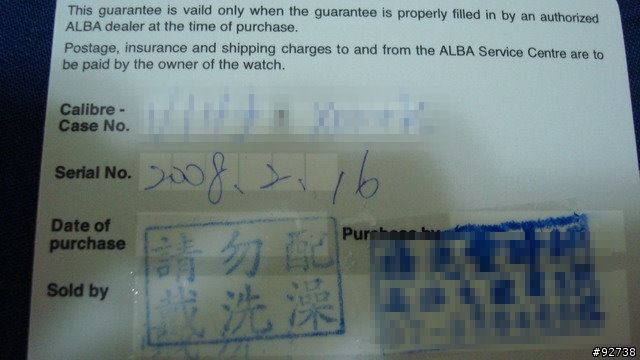 This guarantee is vaild only when the guarantee is properly filled in by an authorized
ALBA dealer at the time of purchase.
Postage, insurance and shipping charges to and from the ALBA Service Centre are to
be paid by the owner of the watch.
Calibre -
Case No.
Serial No. 2008、2、16
Date of
purchase
Purchase by
Sold by
請勿配
戴洗澡
#92738